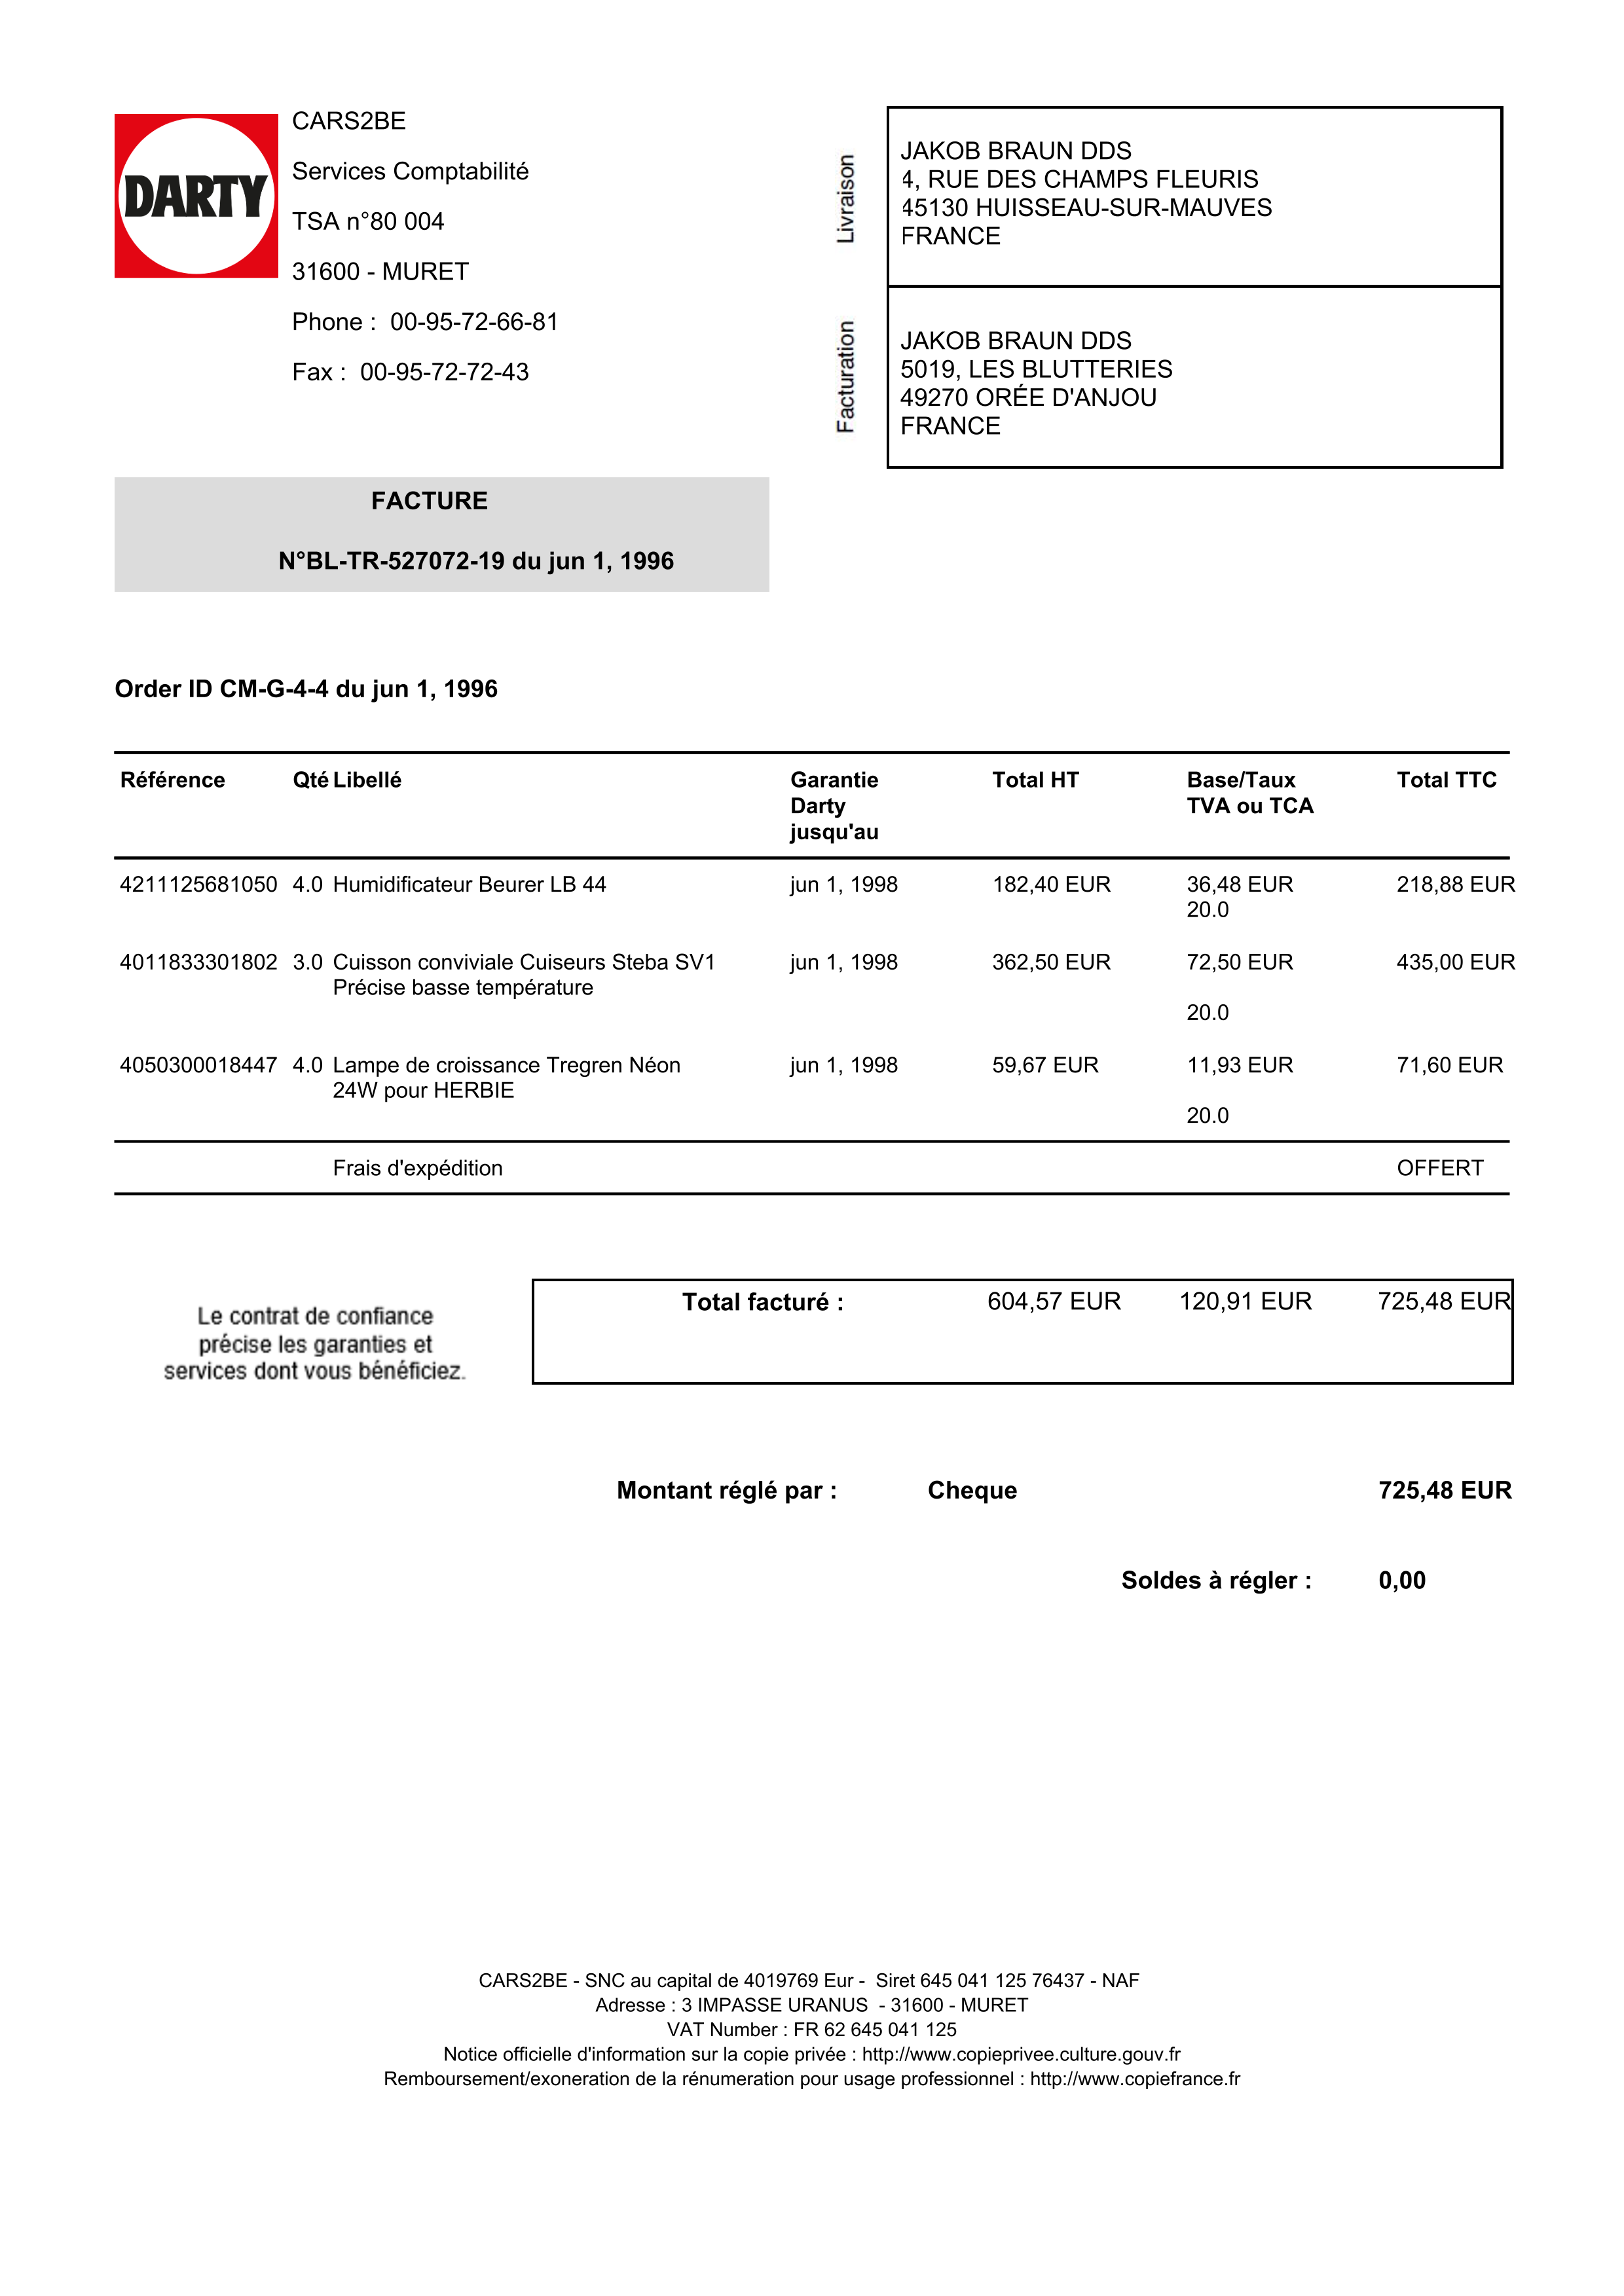 DARTY
CARS2BE
Services Comptabilité
TSA n°80 004
31600 - MURET
Phone : 00-95-72-66-81
Fax : 00-95-72-72-43
Livraison
JAKOB BRAUN DDS
4, RUE DES CHAMPS FLEURIS
45130 HUISSEAU-SUR-MAUVES
FRANCE
Facturation
JAKOB BRAUN DDS
5019, LES BLUTTERIES
49270 ORÉE D'ANJOU
FRANCE
FACTURE
N°BL-TR-527072-19 du jun 1, 1996
Order ID CM-G-4-4 du jun 1, 1996
Référence Qté Libellé Garantie Total HT Base/Taux Total TTC
Darty TVA ou TCA
jusqu'au
4211125681050 4.0 Humidificateur Beurer LB 44 jun 1, 1998 182,40 EUR 36,48 EUR 218,88 EUR
20.0
4011833301802 3.0 Cuisson conviviale Cuiseurs Steba SV1 jun 1, 1998 362,50 EUR 72,50 EUR 435,00 EUR
Précise basse température
20.0
4050300018447 4.0 Lampe de croissance Tregren Néon jun 1, 1998 59,67 EUR 11,93 EUR 71,60 EUR
24W pour HERBIE
20.0
Frais d'expédition OFFERT
Total facturé : 604,57 EUR 120,91 EUR 725,48 EUR
Le contrat de confiance
précise les garanties et
services dont vous bénéficiez.
Montant réglé par : Cheque 725,48 EUR
Soldes à régler : 0,00
CARS2BE - SNC au capital de 4019769 Eur - Siret 645 041 125 76437 - NAF
Adresse : 3 IMPASSE URANUS - 31600 - MURET
VAT Number : FR 62 645 041 125
Notice officielle d'information sur la copie privée : http://www.copieprivee.culture.gouv.fr
Remboursement/exoneration de la rénumeration pour usage professionnel : http://www.copiefrance.fr